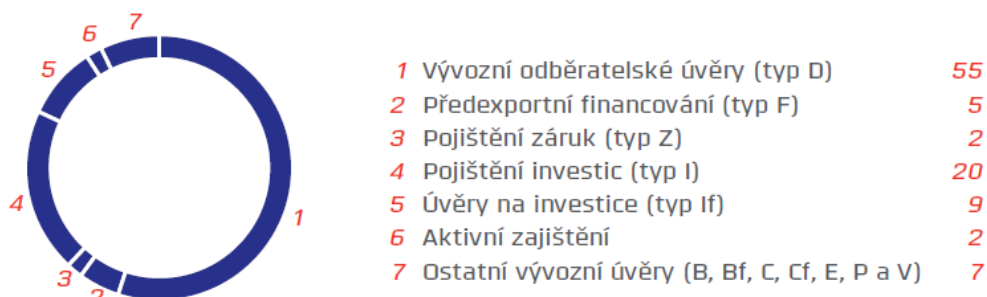 7
6
5
4
3
2
1
1 Vývozní odběratelské úvěry (typ D) 55
2 Předexportní financování (typ F) 5
3 Pojištění záruk (typ Z) 2
4 Pojištění investic (typ I) 20
5 Úvěry na investice (typ If) 9
6 Aktivní zajištění 2
7 Ostatní vývozní úvěry (B, Bf, C, Cf, E, P a V) 7